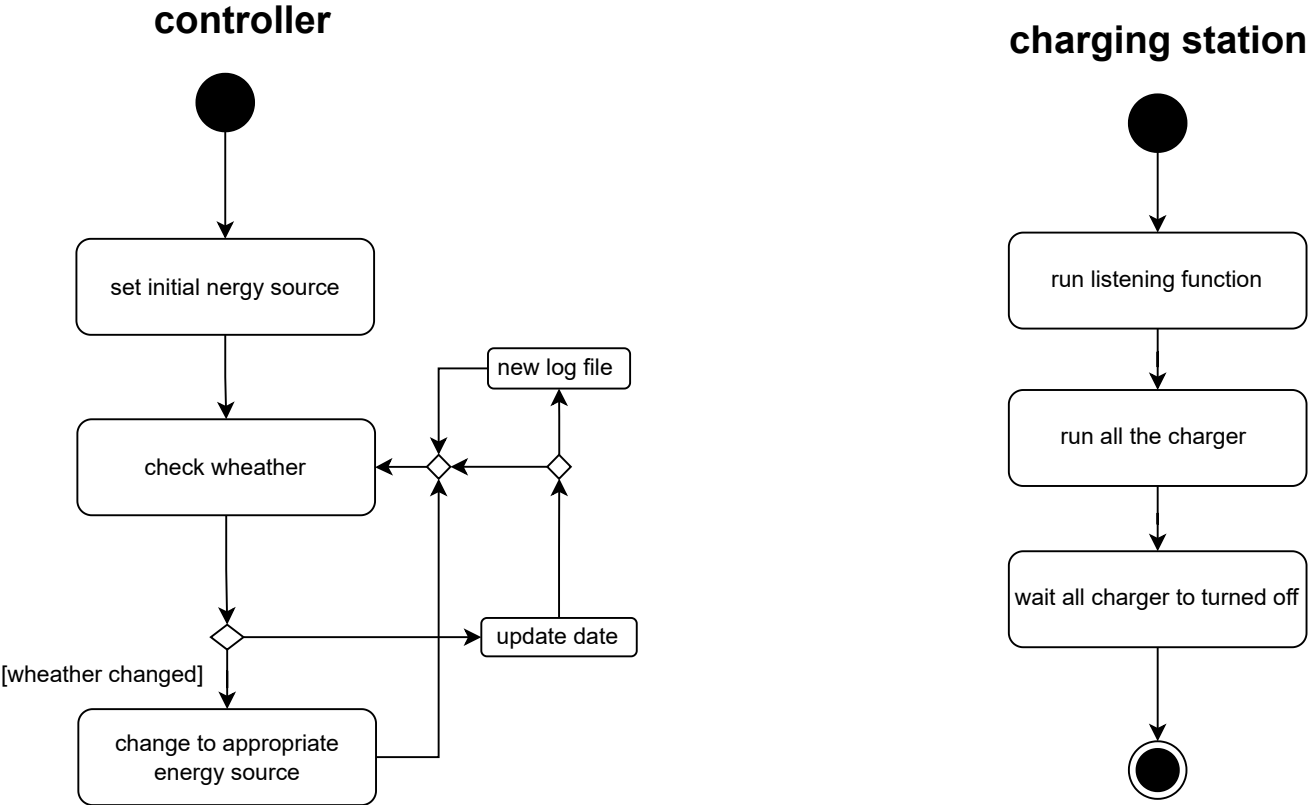 controller
set initial nergy source
check wheather
new log file
update date
[wheather changed]
change to appropriate
energy source
charging station
run listening function
run all the charger
wait all charger to turned off